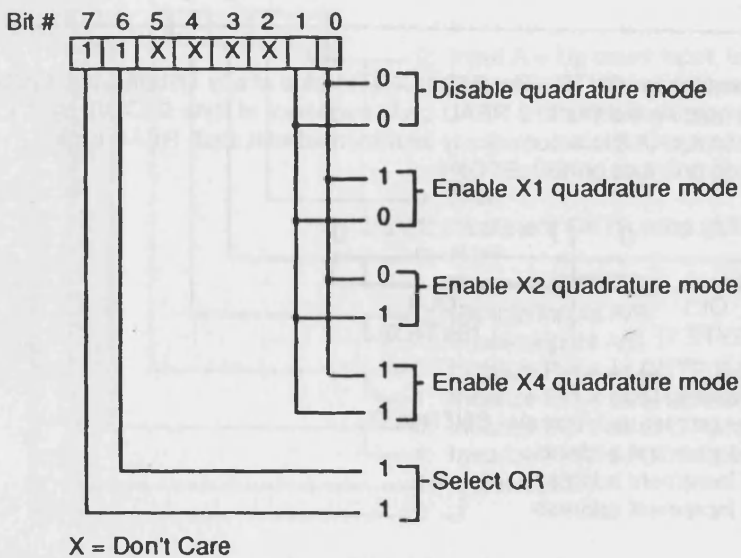 Bit # 7 6 5 4 3 2 1 0
1 1 X X X X
0
Disable quadrature mode
0
1
Enable X1 quadrature mode
0
0
Enable X2 quadrature mode
1
1
Enable X4 quadrature mode
1
1
Select QR
1
X = Don't Care